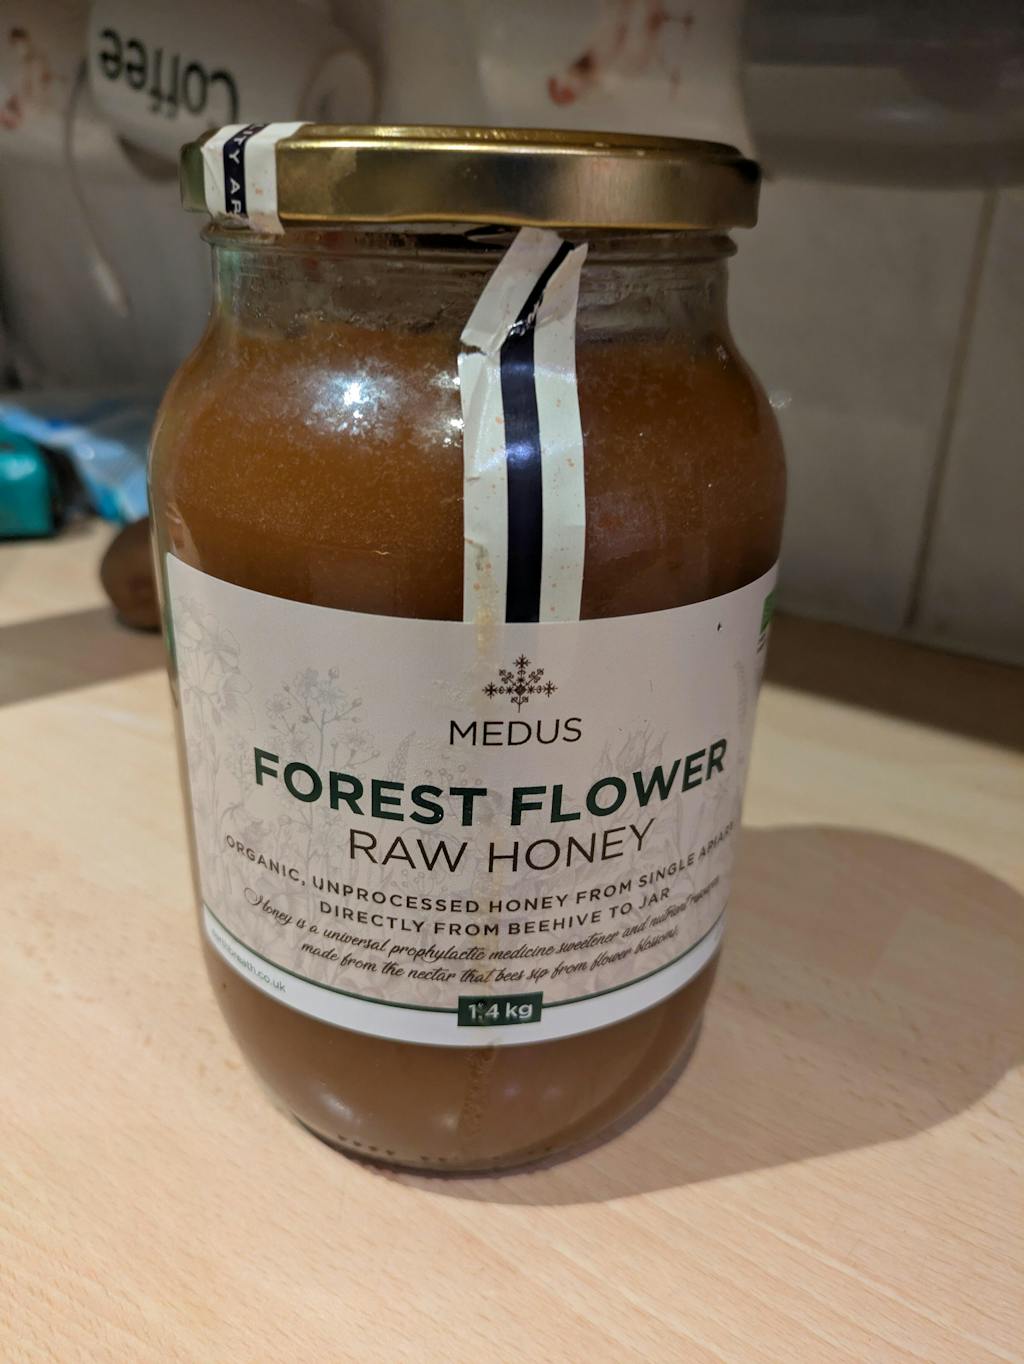 Coffee
TY AP
MEDUS
FOREST FLOWER
RAW HONEY
ORGANIC, UNPROCESSED HONEY FROM SINGLE APIARY
DIRECTLY FROM BEEHIVE TO JAR
Honey is a universal prophylactic medicine sweetener and nutrient
made from the nectar that bees sip from flower blossoms.
1,4 kg